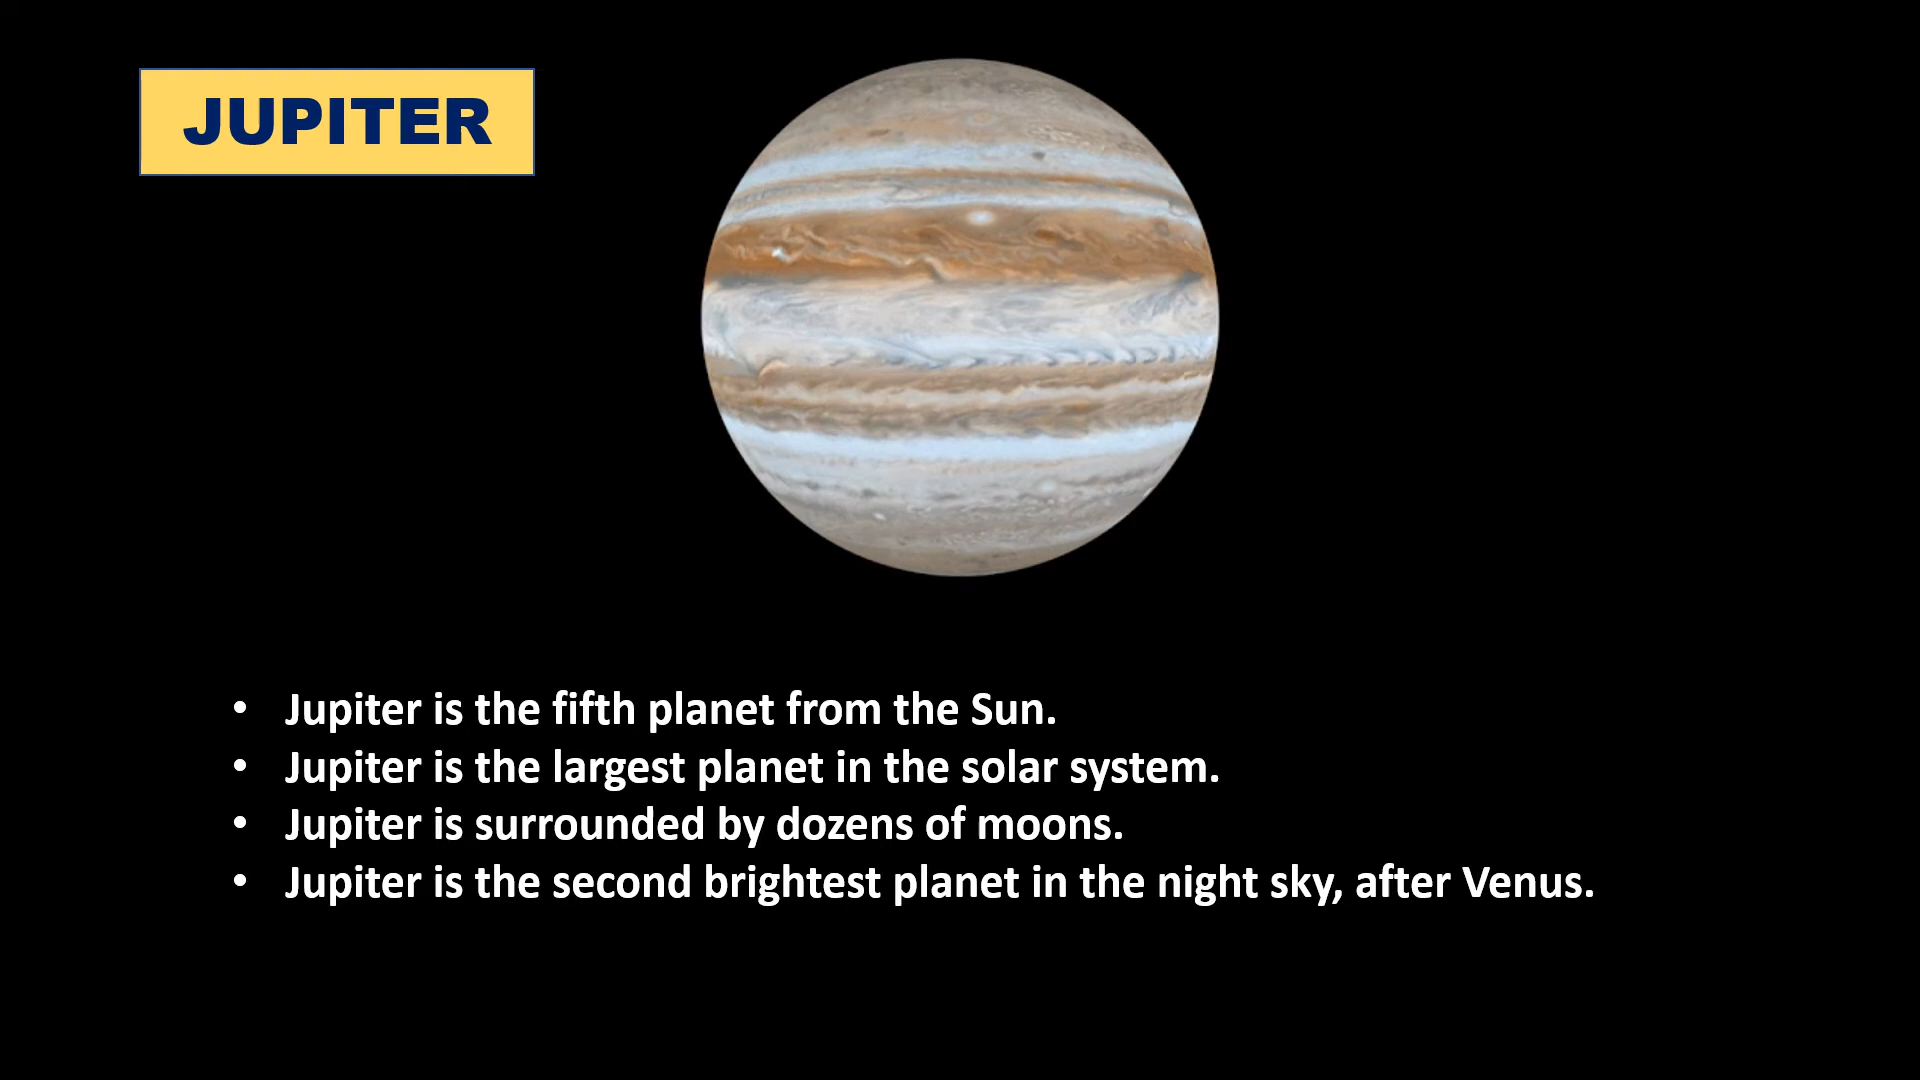 JUPITER
• Jupiter is the fifth planet from the Sun.
• Jupiter is the largest planet in the solar system.
• Jupiter is surrounded by dozens of moons.
• Jupiter is the second brightest planet in the night sky, after Venus.